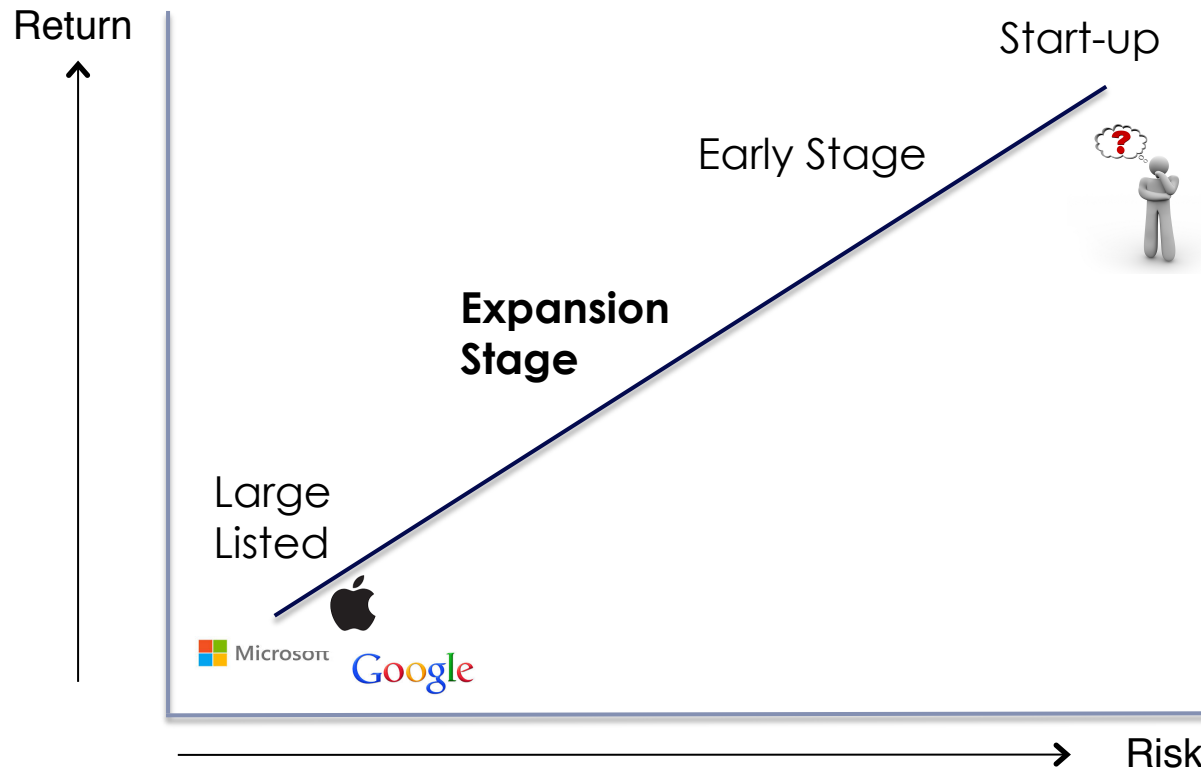 Return
Start-up
Early Stage
?
Expansion
Stage
Large
Listed
Microsoft
Google
Risk